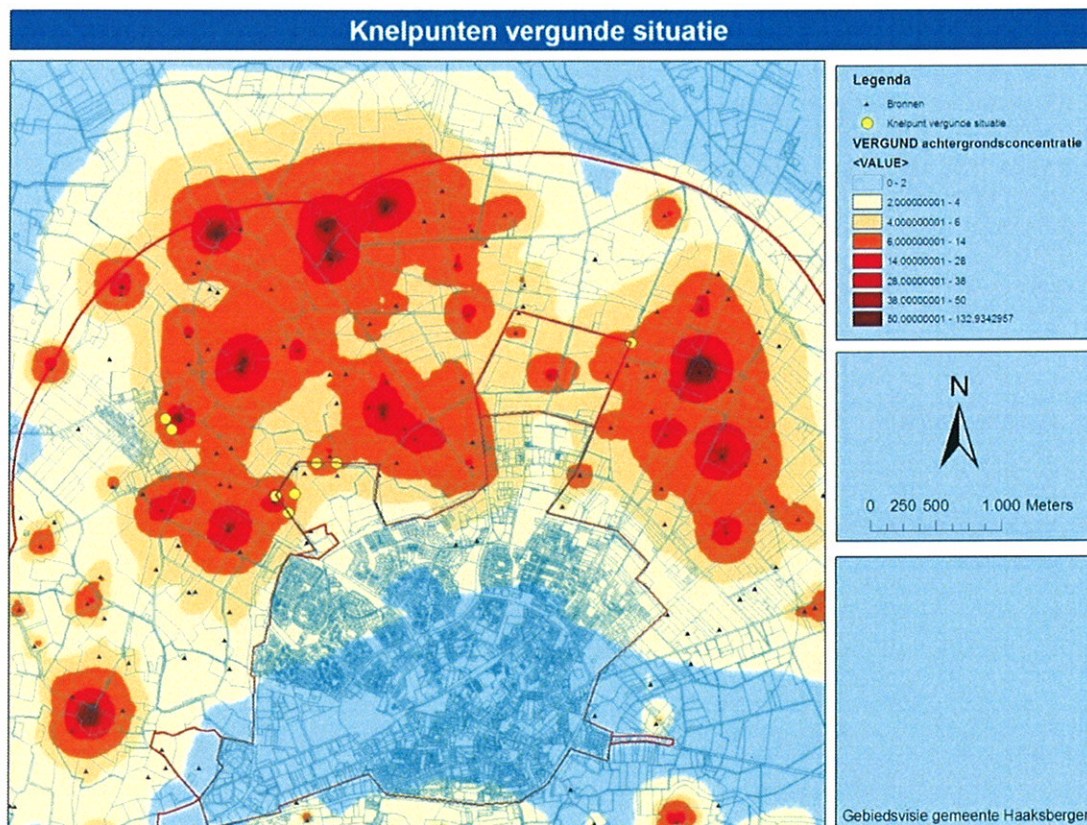 Knelpunten vergunde situatie
Legenda
Bronnen
Knelpunt vergunde situatie
VERGUND achtergrondsconcentratie
<VALUE>
0 - 2
2.000000001 - 4
4.000000001 - 6
6.000000001 - 14
14.00000001 - 28
28.00000001 - 38
38.00000001 - 50
50.00000001 - 132.9342957
N
0 250 500 1.000 Meters
Gebiedsvisie gemeente Haaksbergen